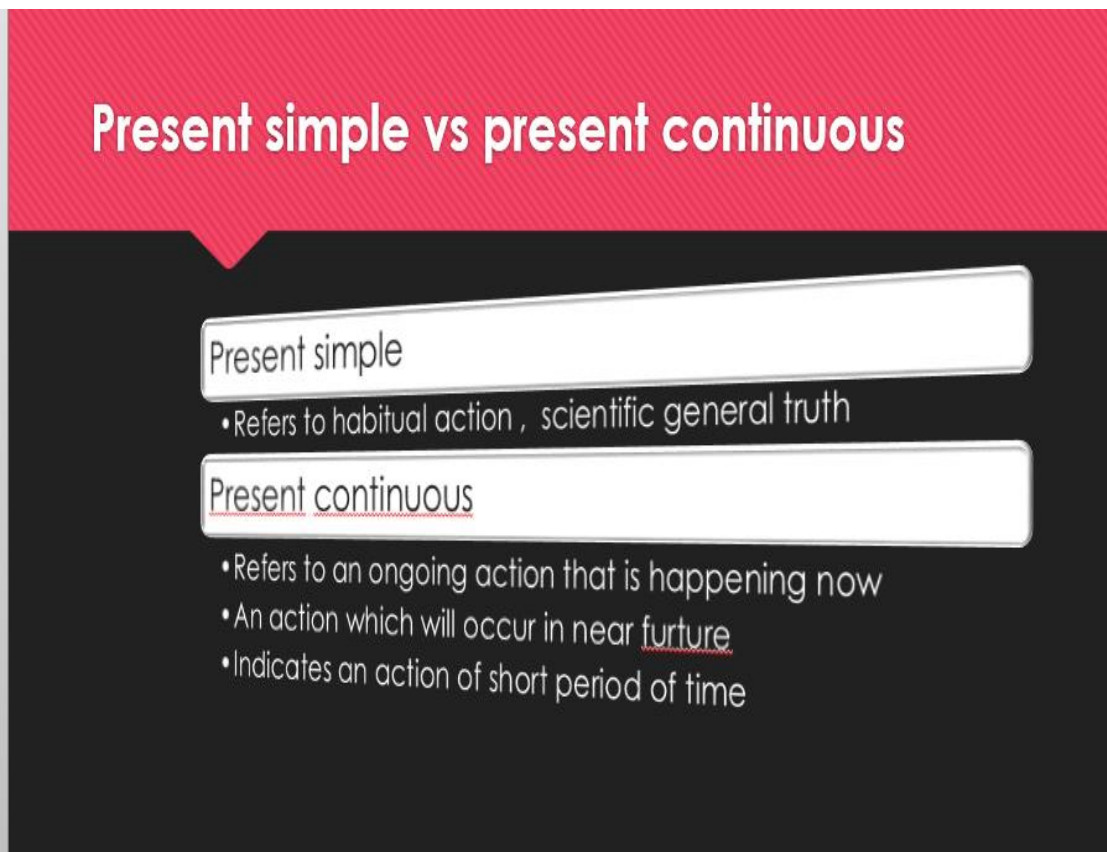 Present simple vs present continuous
Present simple
•Refers to habitual action , scientific general truth
Present continuous
•Refers to an ongoing action that is happening now
•An action which will occur in near furture
•Indicates an action of short period of time